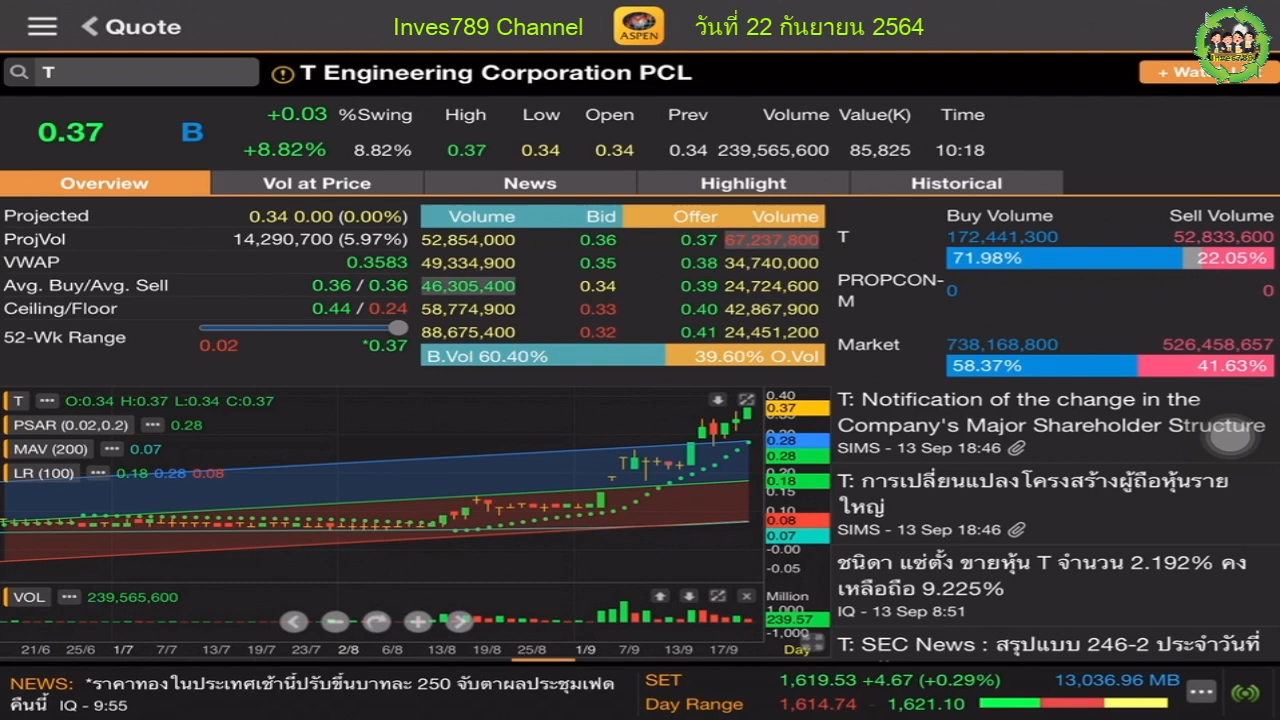 Quote
Inves789 Channel
ASPEN
วันที่ 22 กันยายน 2564
T
T Engineering Corporation PCL
Inves789
0.37 B
+0.03 %Swing High Low Open Prev Volume Value(K) Time
+8.82% 8.82% 0.37 0.34 0.34 0.34 239,565,600 85,825 10:18
Overview Vol at Price News Highlight Historical
Projected 0.34 0.00 (0.00%)
ProjVol 14,290,700 (5.97%)
VWAP 0.3583
Avg. Buy/Avg. Sell 0.36 / 0.36
Ceiling/Floor 0.44 / 0.24
52-Wk Range 0.02 *0.37
Volume Bid Offer Volume
52,854,000 0.36 0.37 67,237,800
49,334,900 0.35 0.38 34,740,000
46,305,400 0.34 0.39 24,724,600
58,774,900 0.33 0.40 42,867,900
88,675,400 0.32 0.41 24,451,200
B.Vol 60.40% 39.60% O.Vol
Buy Volume Sell Volume
T 172,441,300 52,833,600
71.98% 22.05%
PROPCON-
M 0 0
Market 738,168,800 526,458,657
58.37% 41.63%
T O:0.34 H:0.37 L:0.34 C:0.37
PSAR (0.02,0.2) 0.28
MAV (200) 0.07
LR (100) 0.18 0.28 0.08
0.40
0.37
0.28
0.28
0.18
0.15
0.10
0.08
0.07
-0.00
-0.05
VOL 239,565,600
Million
1,000
239.57
-1,000
21/6 25/6 1/7 7/7 13/7 19/7 23/7 2/8 6/8 13/8 19/8 25/8 1/9 7/9 13/9 17/9 Day
T: Notification of the change in the
Company's Major Shareholder Structure
SIMS - 13 Sep 18:46
T: การเปลี่ยนแปลงโครงสร้างผู้ถือหุ้นราย
ใหญ่
SIMS - 13 Sep 18:46
ชนิดา แซ่ตั้ง ขายหุ้น T จำนวน 2.192% คง
เหลือถือ 9.225%
IQ - 13 Sep 8:51
T: SEC News : สรุปแบบ 246-2 ประจำวันที่
NEWS: *ราคาทองในประเทศเช้านี้ปรับขึ้นบาทละ 250 จับตาผลประชุมเฟด
คืนนี้ IQ - 9:55
SET 1,619.53 +4.67 (+0.29%) 13,036.96 MB
Day Range 1,614.74 - 1,621.10